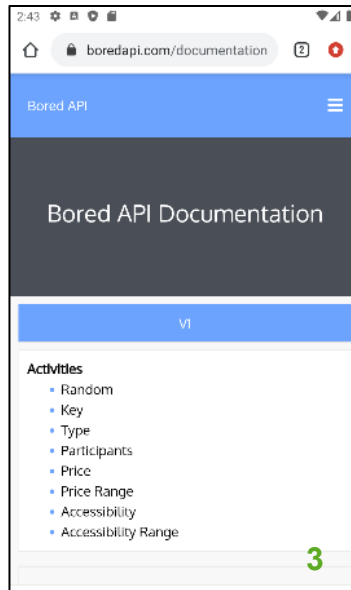 2:43
boredapi.com/documentation 2
Bored API
Bored API Documentation
V1
Activities
Random
Key
Type
Participants
Price
Price Range
Accessibility
Accessibility Range
3